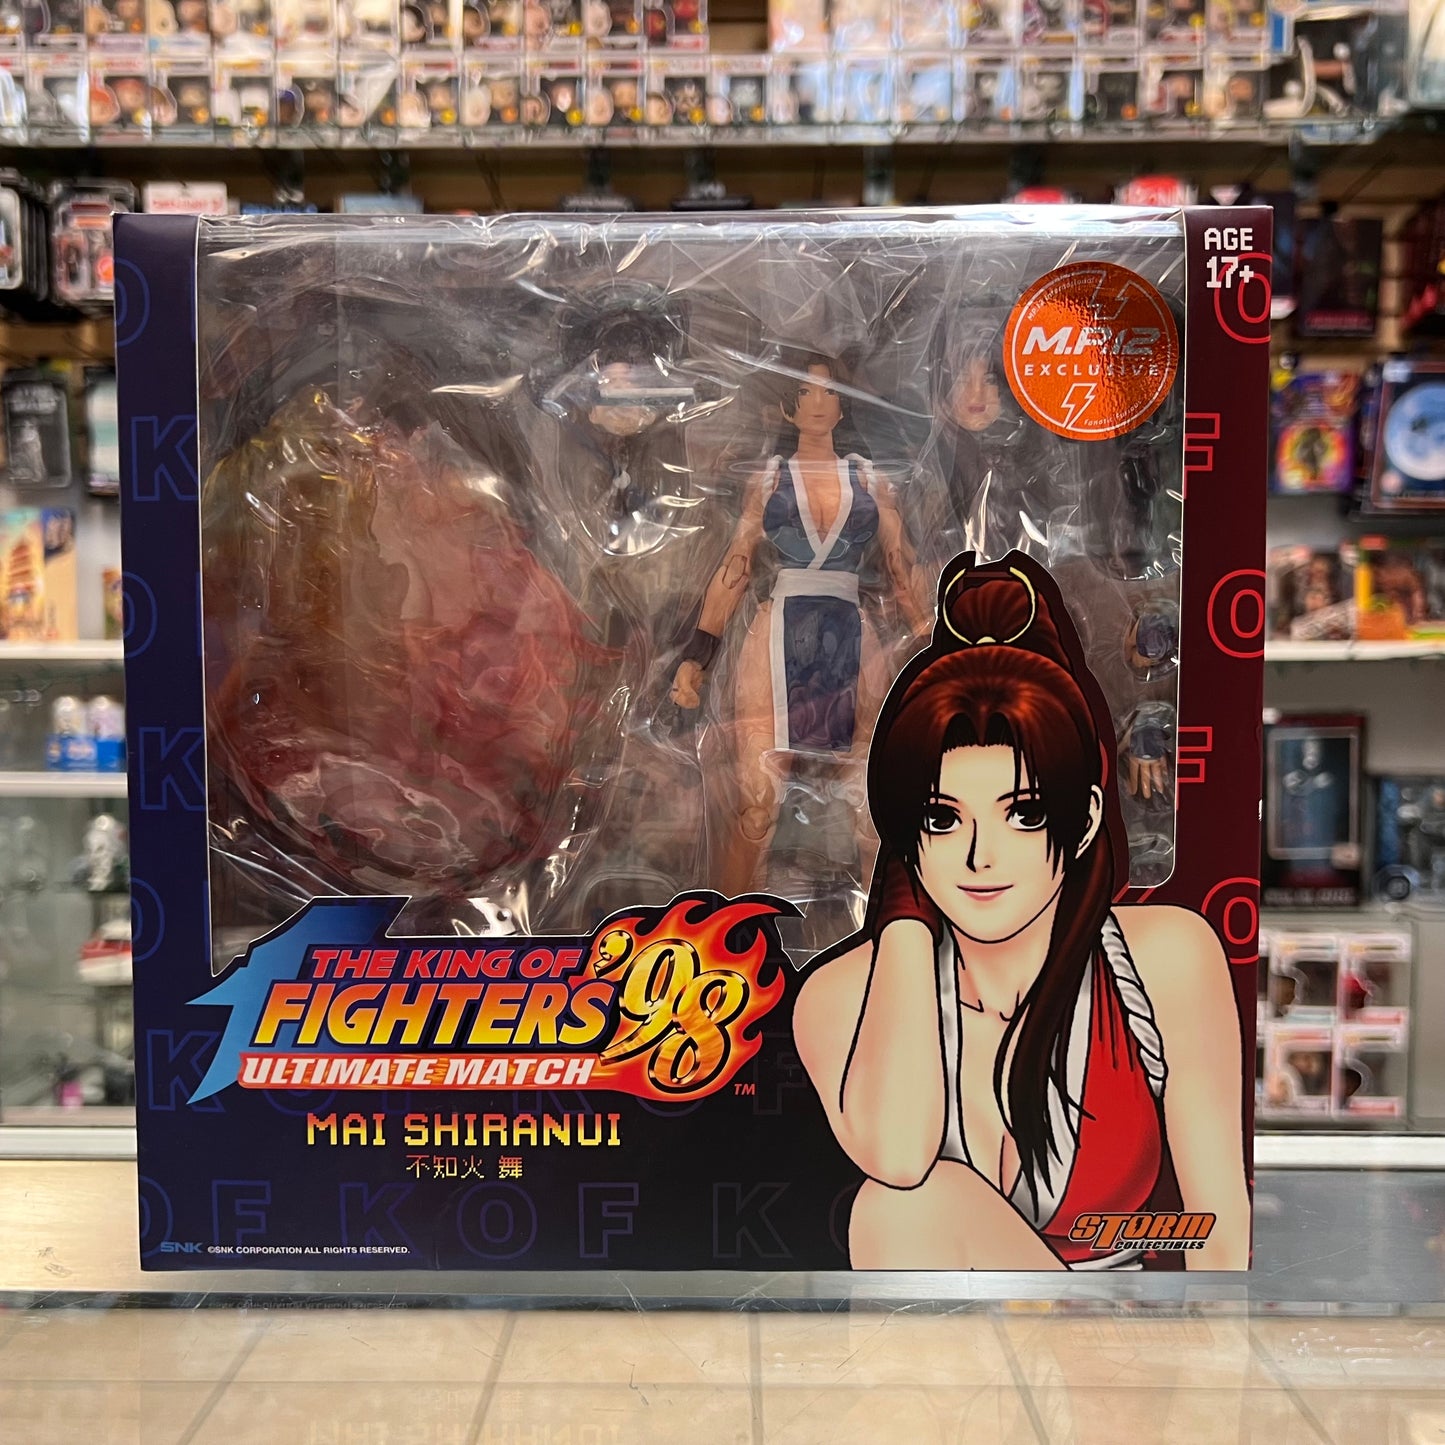 AGE
17+
M.P.12
EXCLUSIVE
THE KING OF
FIGHTERS '98
ULTIMATE MATCH
TM
MAI SHIRANUI
不知火 舞
K O F K O F K O
SNK ©SNK CORPORATION ALL RIGHTS RESERVED.
STORM
COLLECTIBLES